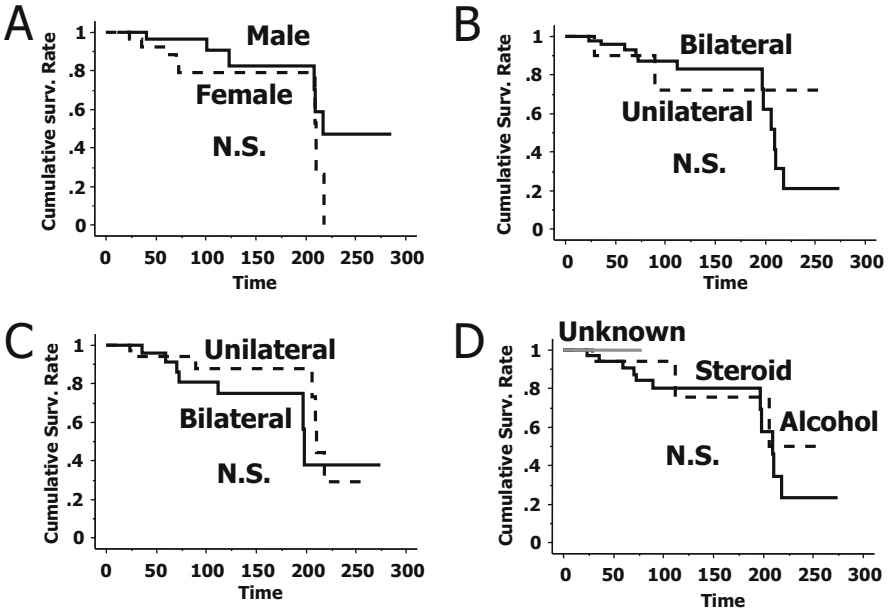 A
Cumulative surv. Rate
1
.8
.6
.4
.2
0
Male
Female
N.S.
0 50 100 150 200 250 300
Time
B
Cumulative Surv. Rate
1
.8
.6
.4
.2
0
Bilateral
Unilateral
N.S.
0 50 100 150 200 250 300
Time
C
Cumulative Surv. Rate
1
.8
.6
.4
.2
0
Unilateral
Bilateral
N.S.
0 50 100 150 200 250 300
Time
D
Cumulative Surv. Rate
1
.8
.6
.4
.2
0
Unknown
Steroid
Alcohol
N.S.
0 50 100 150 200 250 300
Time